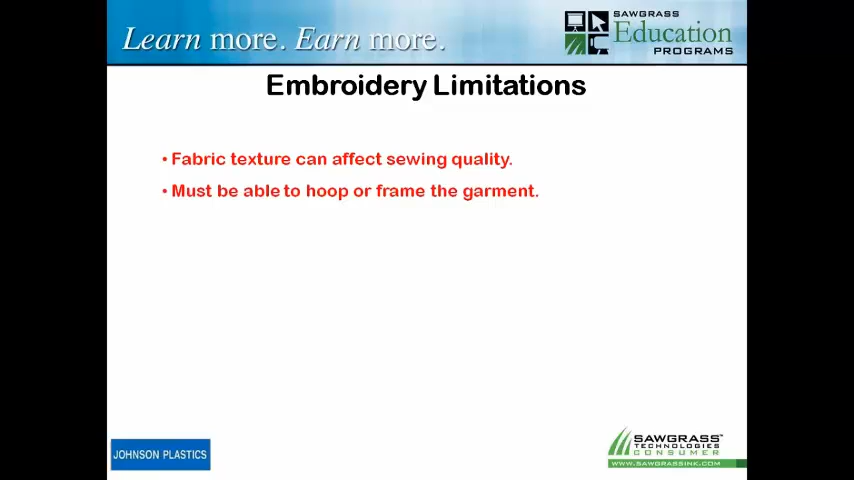 Learn more. Earn more.
SAWGRASS
Education
PROGRAMS
Embroidery Limitations
• Fabric texture can affect sewing quality.
• Must be able to hoop or frame the garment.
JOHNSON PLASTICS
SAWGRASS™
TECHNOLOGIES
CONSUMER
WWW.SAWGRASSINK.COM